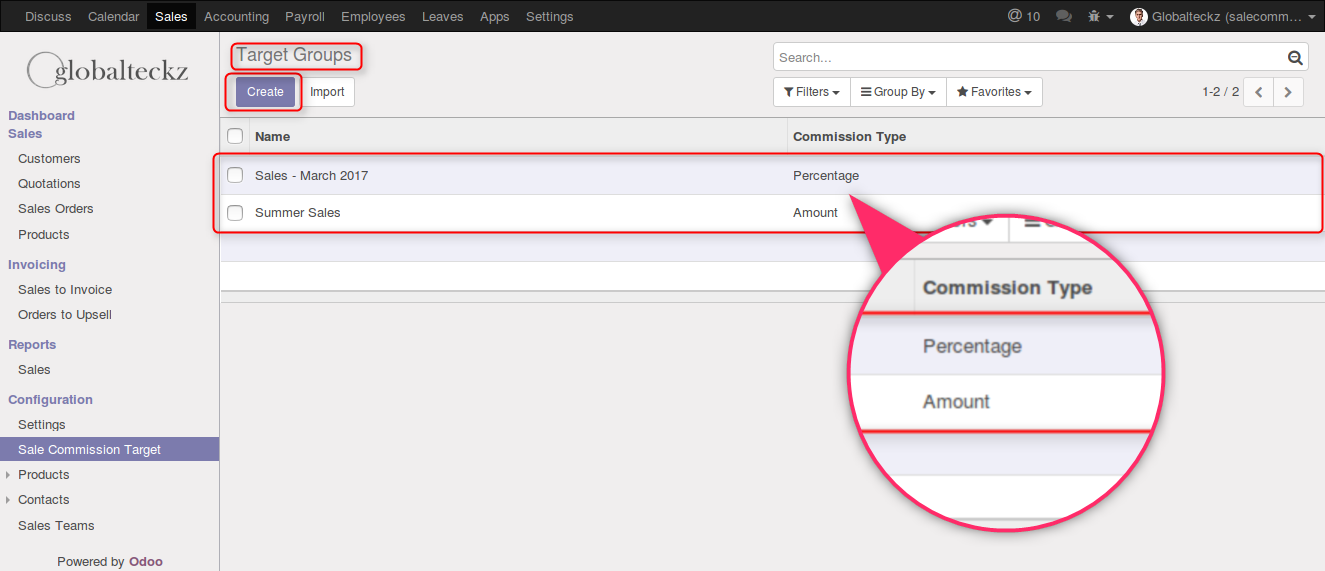 Discuss Calendar Sales Accounting Payroll Employees Leaves Apps Settings @ 10 Globalteckz (salecomm...
globalteckz
Dashboard
Sales
Customers
Quotations
Sales Orders
Products
Invoicing
Sales to Invoice
Orders to Upsell
Reports
Sales
Configuration
Settings
Sale Commission Target
Products
Contacts
Sales Teams
Powered by Odoo
Target Groups
Search...
Create Import
Filters Group By Favorites 1-2 / 2
Name Commission Type
Sales - March 2017 Percentage
Summer Sales Amount
Commission Type
Percentage
Amount